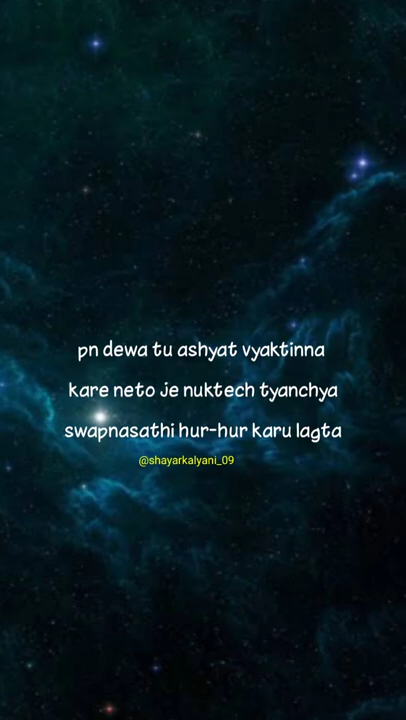 pn dewa tu ashyat vyaktinna
kare neto je nuktech tyanchya
swapnasathi hur-hur karu lagta
@shayarkalyani_09